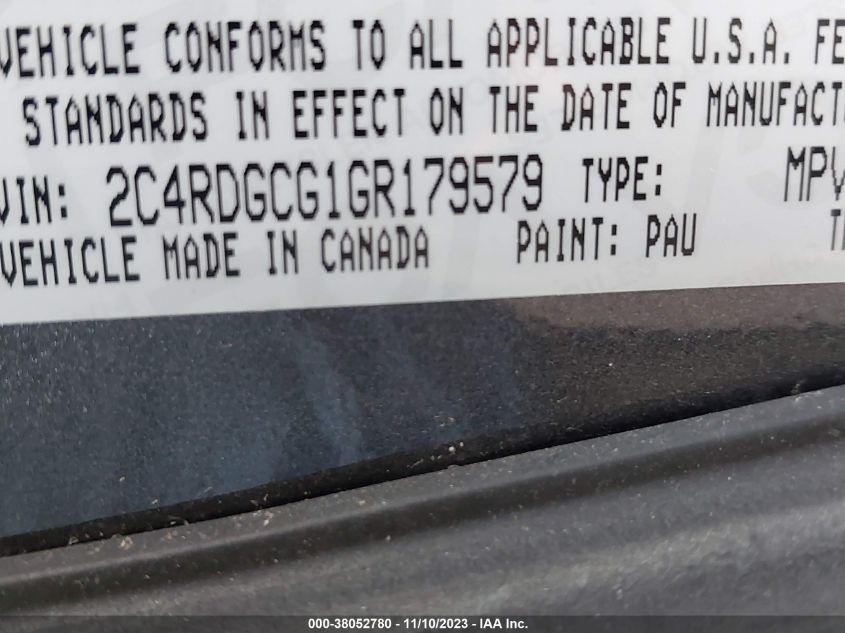 VEHICLE CONFORMS TO ALL APPLICABLE U.S.A. FE
STANDARDS IN EFFECT ON THE DATE OF MANUFACT
VIN: 2C4RDGCG1GR179579 TYPE: MPV
VEHICLE MADE IN CANADA PAINT: PAU
000-38052780 - 11/10/2023 - IAA Inc.